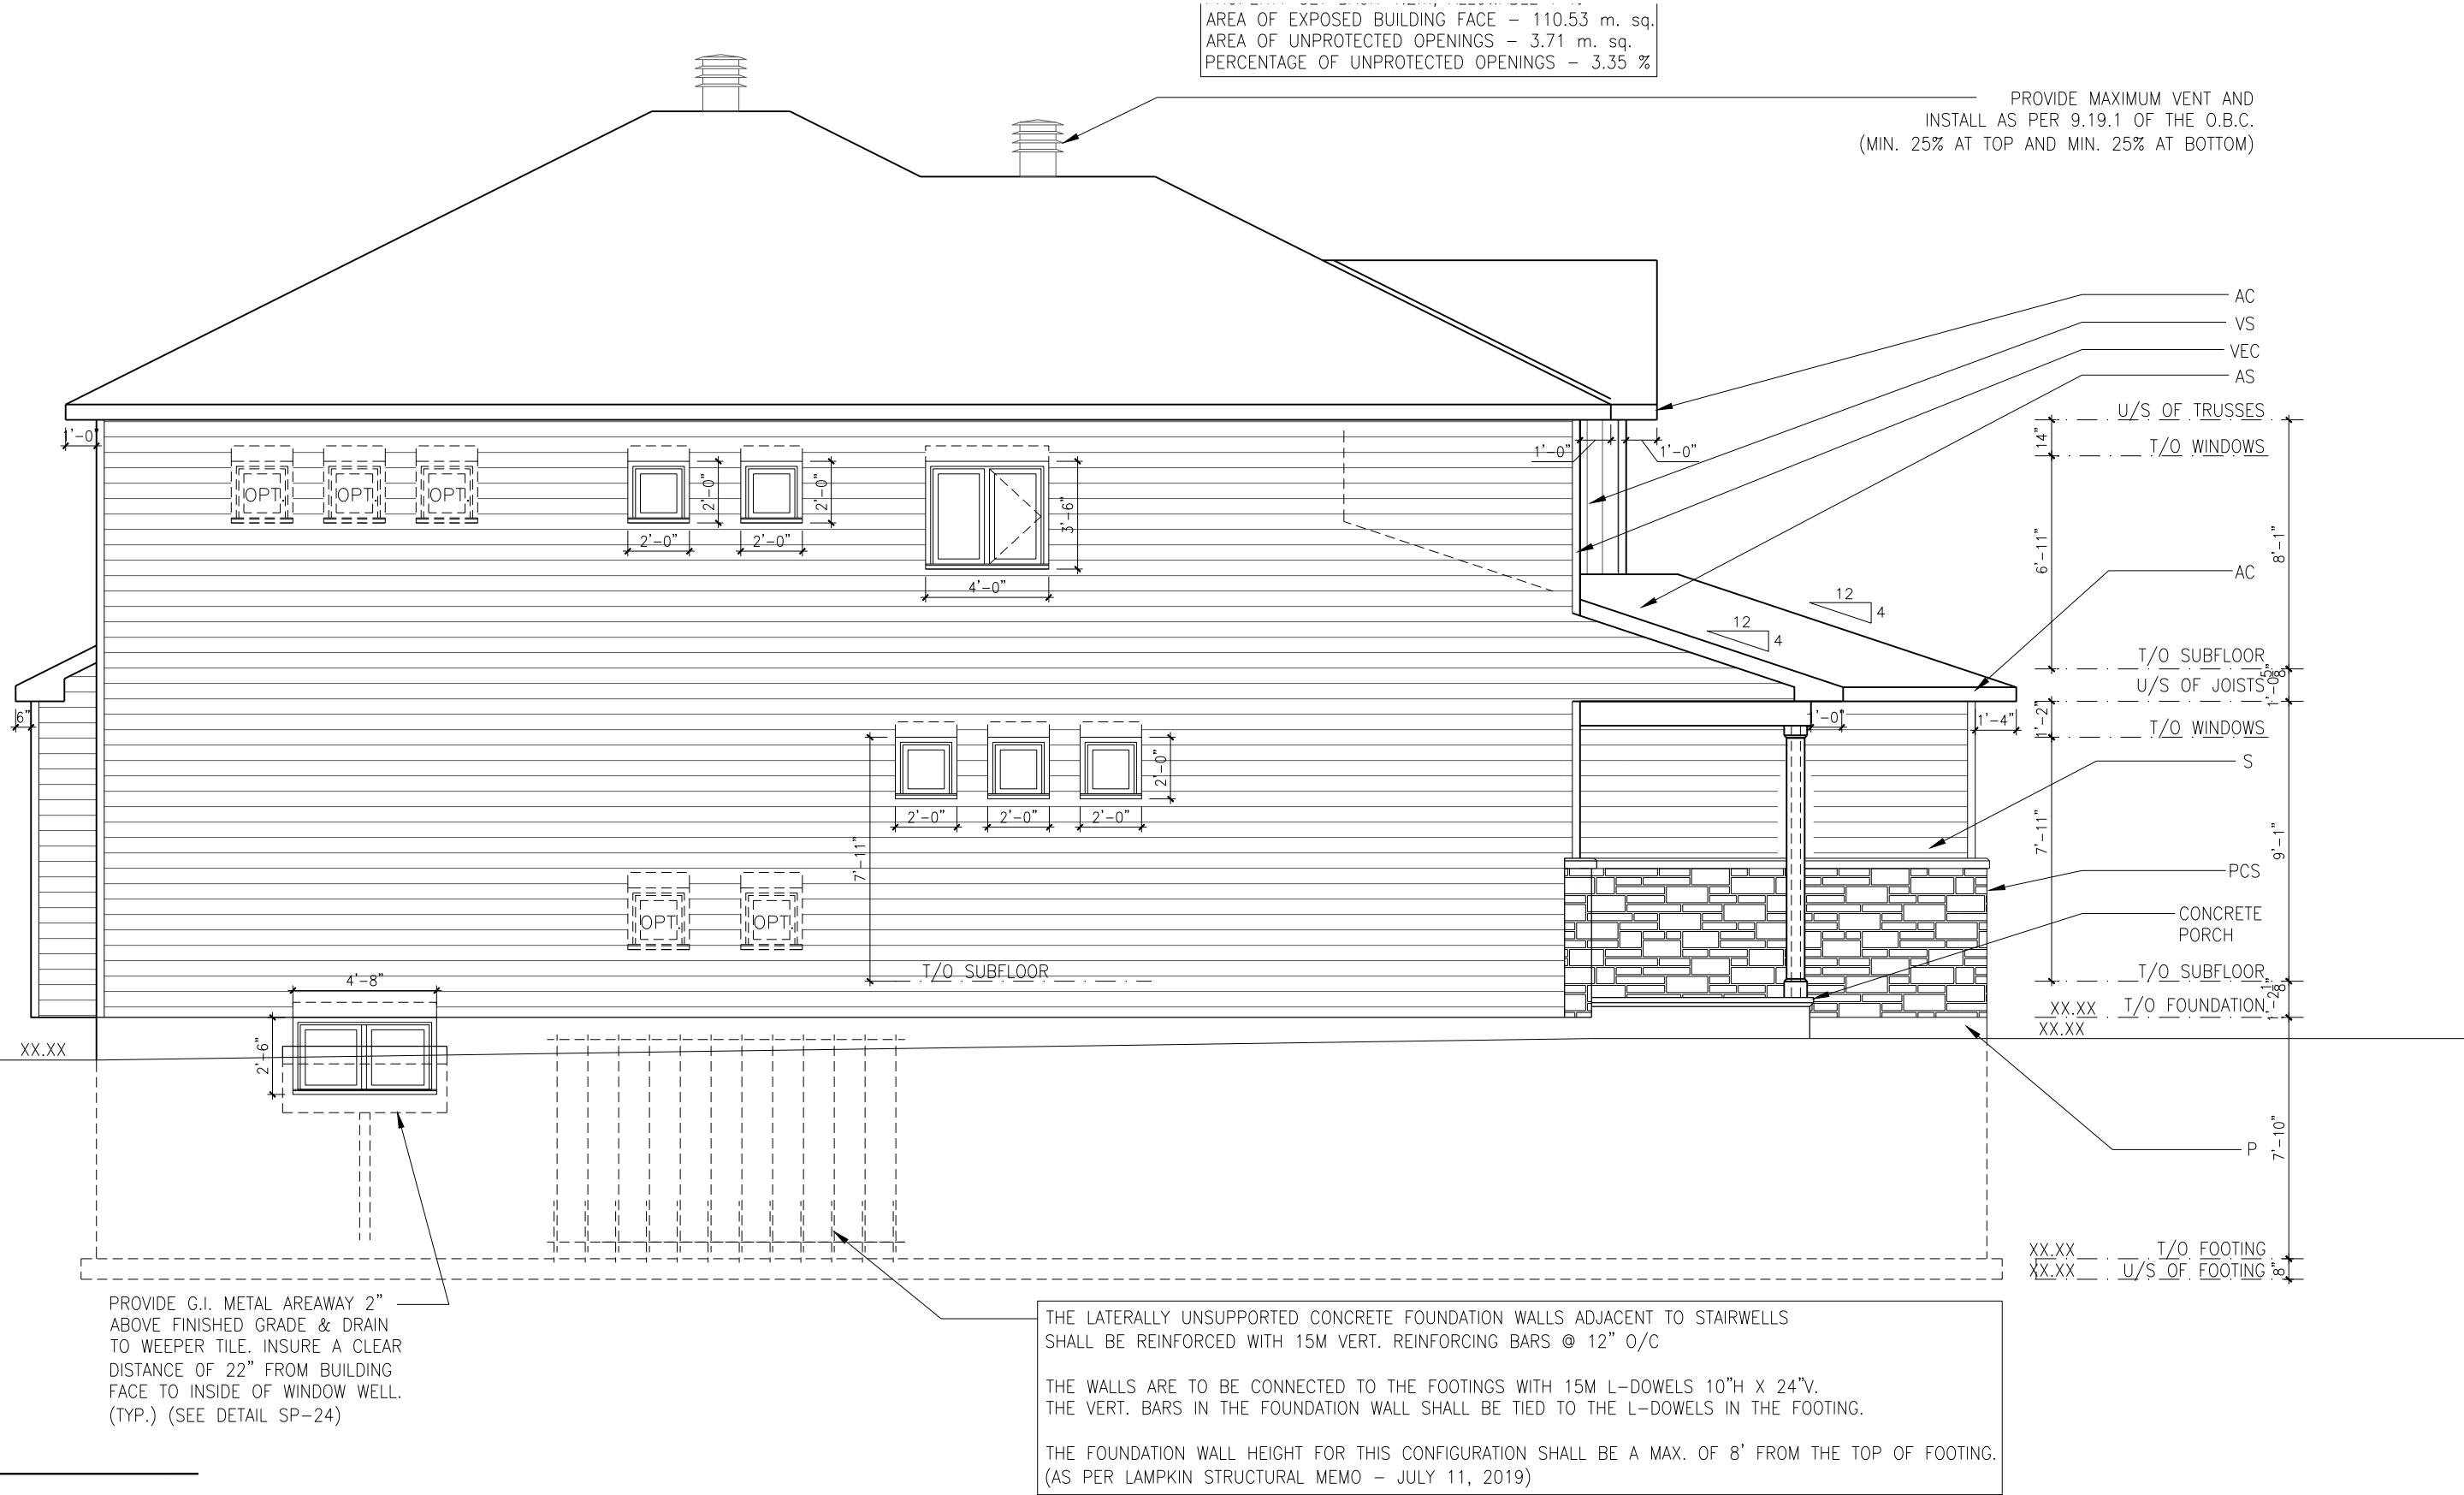 AREA OF EXPOSED BUILDING FACE – 110.53 m. sq.
AREA OF UNPROTECTED OPENINGS – 3.71 m. sq.
PERCENTAGE OF UNPROTECTED OPENINGS – 3.35 %
PROVIDE MAXIMUM VENT AND
INSTALL AS PER 9.19.1 OF THE O.B.C.
(MIN. 25% AT TOP AND MIN. 25% AT BOTTOM)
AC
VS
VEC
AS
U/S OF TRUSSES
14"
T/O WINDOWS
1'-0"
1'-0"
1'-0"
OPT.
OPT.
OPT.
2'-0"
2'-0"
3'-6"
2'-0"
2'-0"
4'-0"
6'-11"
8'-1"
AC
12
4
12
4
T/O SUBFLOOR
1'-0 5/8"
U/S OF JOISTS
6"
1'-0"
1'-4"
1'-2"
T/O WINDOWS
S
2'-0"
2'-0"
2'-0"
2'-0"
7'-11"
7'-11"
9'-1"
PCS
OPT.
OPT.
CONCRETE
PORCH
T/O SUBFLOOR
T/O SUBFLOOR
4'-8"
1'-2 1/8"
XX.XX T/O FOUNDATION
XX.XX
XX.XX
2'-6"
7'-10"
P
XX.XX T/O FOOTING
XX.XX U/S OF FOOTING
8"
PROVIDE G.I. METAL AREAWAY 2"
ABOVE FINISHED GRADE & DRAIN
TO WEEPER TILE. INSURE A CLEAR
DISTANCE OF 22" FROM BUILDING
FACE TO INSIDE OF WINDOW WELL.
(TYP.) (SEE DETAIL SP-24)
THE LATERALLY UNSUPPORTED CONCRETE FOUNDATION WALLS ADJACENT TO STAIRWELLS
SHALL BE REINFORCED WITH 15M VERT. REINFORCING BARS @ 12" O/C
THE WALLS ARE TO BE CONNECTED TO THE FOOTINGS WITH 15M L-DOWELS 10"H X 24"V.
THE VERT. BARS IN THE FOUNDATION WALL SHALL BE TIED TO THE L-DOWELS IN THE FOOTING.
THE FOUNDATION WALL HEIGHT FOR THIS CONFIGURATION SHALL BE A MAX. OF 8' FROM THE TOP OF FOOTING.
(AS PER LAMPKIN STRUCTURAL MEMO – JULY 11, 2019)